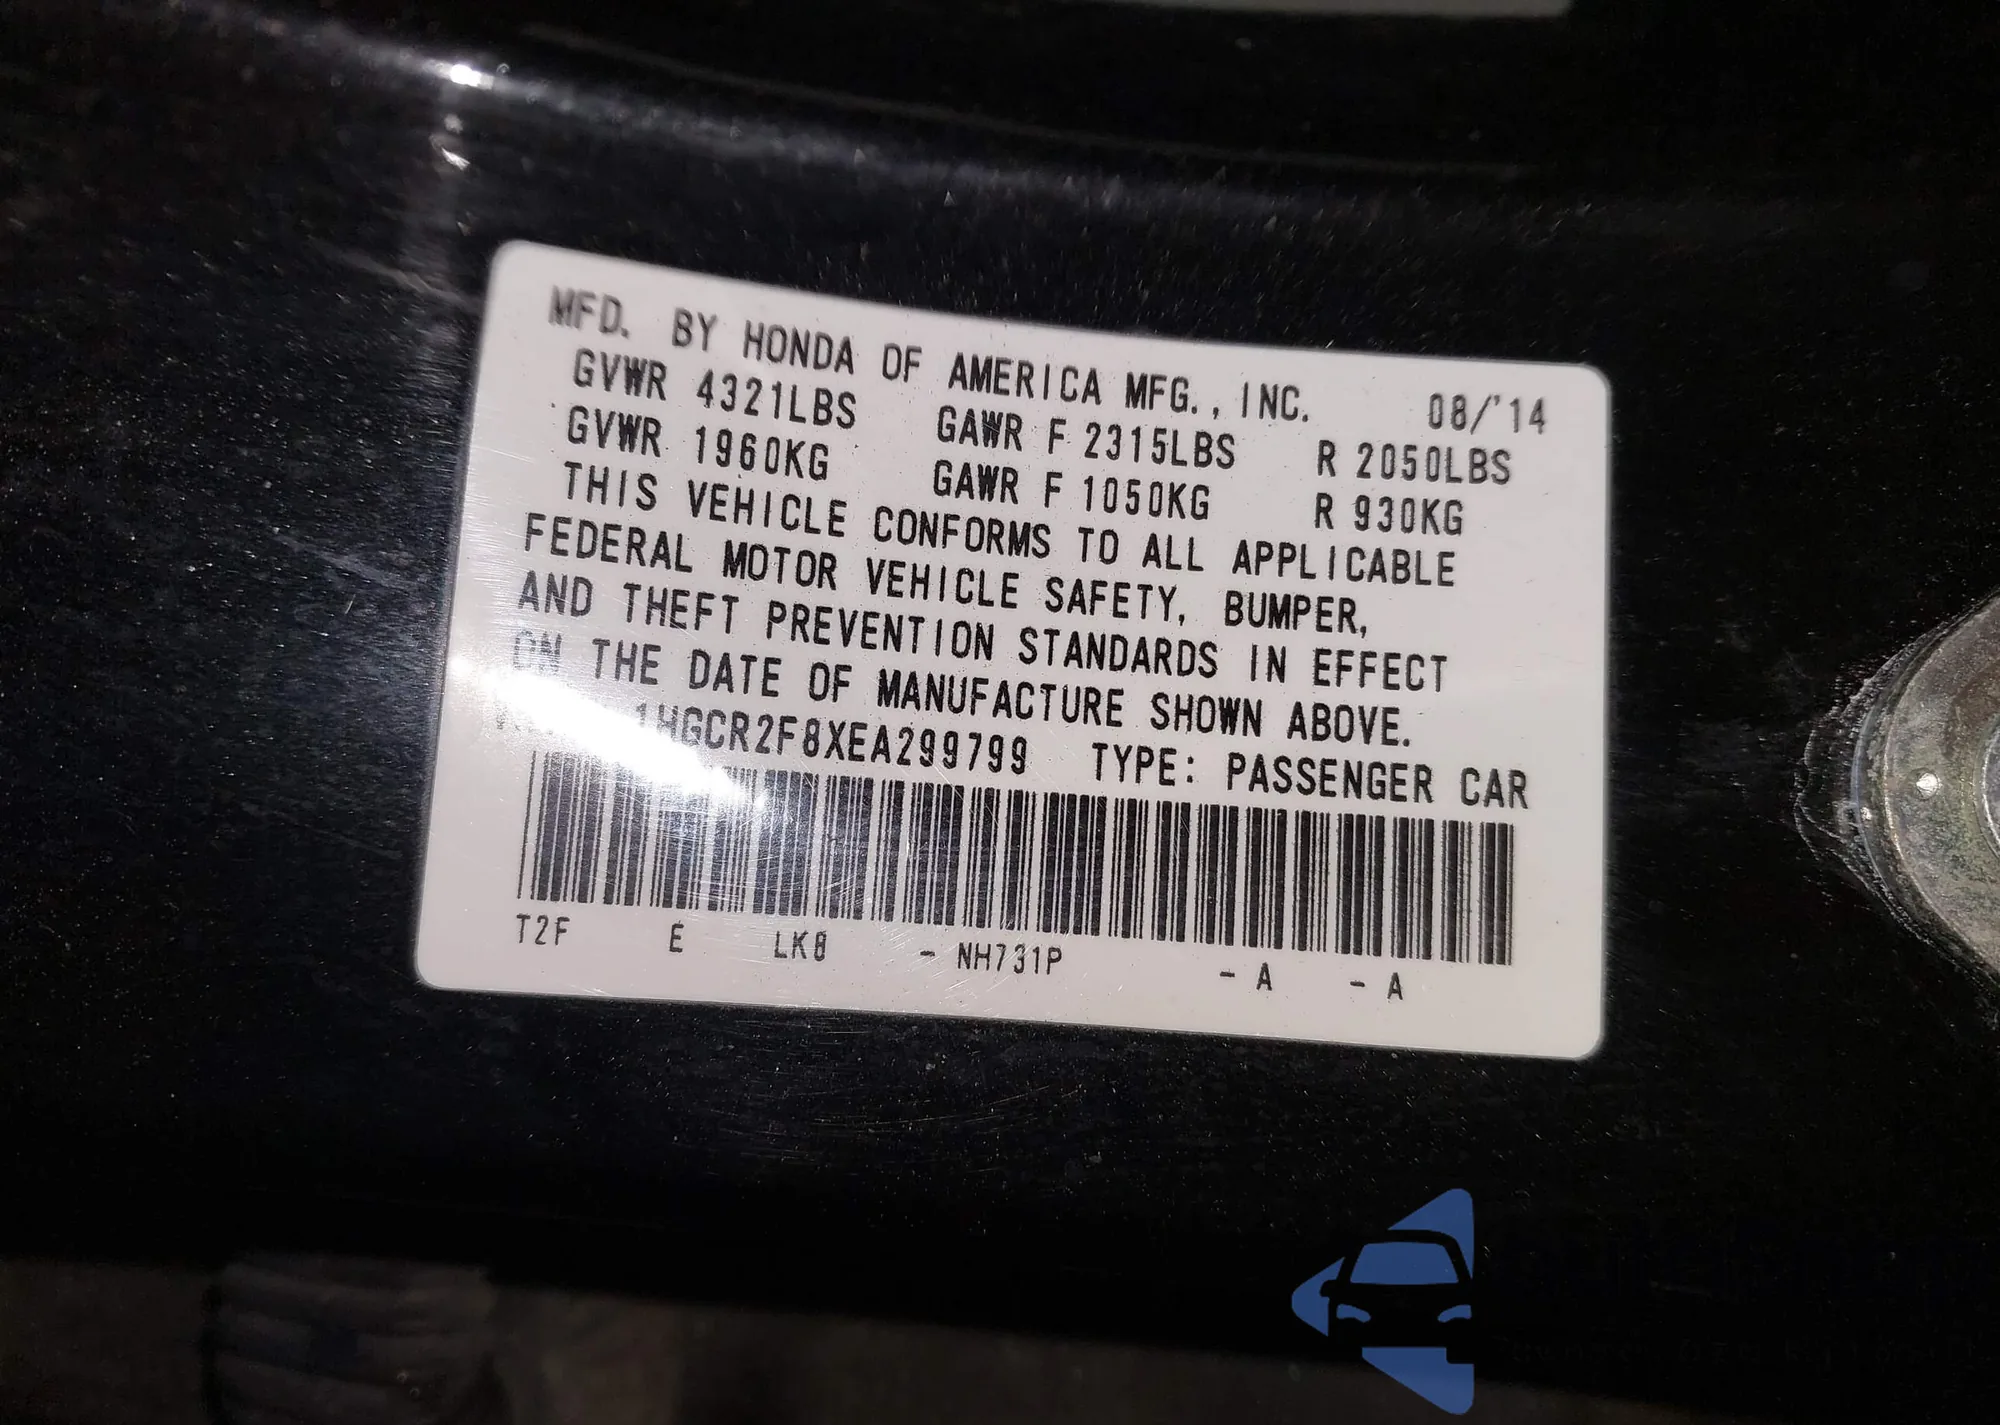 MFD. BY HONDA OF AMERICA MFG., INC. 08/'14
GVWR 4321LBS GAWR F 2315LBS R 2050LBS
GVWR 1960KG GAWR F 1050KG R 930KG
THIS VEHICLE CONFORMS TO ALL APPLICABLE
FEDERAL MOTOR VEHICLE SAFETY, BUMPER,
AND THEFT PREVENTION STANDARDS IN EFFECT
ON THE DATE OF MANUFACTURE SHOWN ABOVE.
1HGCR2F8XEA299799 TYPE: PASSENGER CAR
T2F E LK8 - NH731P - A - A